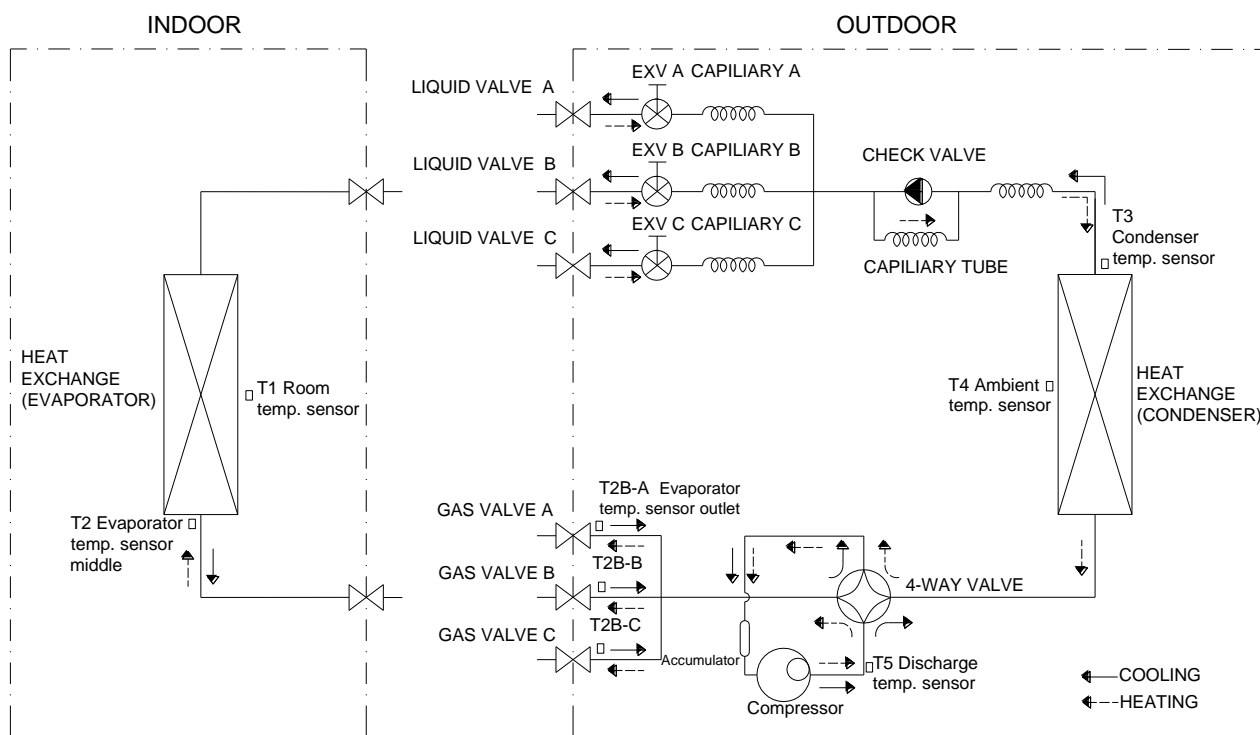 INDOOR
OUTDOOR
LIQUID VALVE A
EXV A CAPILIARY A
LIQUID VALVE B
EXV B CAPILIARY B
CHECK VALVE
LIQUID VALVE C
EXV C CAPILIARY C
CAPILIARY TUBE
T3
Condenser
temp. sensor
HEAT
EXCHANGE
(EVAPORATOR)
T1 Room
temp. sensor
T4 Ambient
temp. sensor
HEAT
EXCHANGE
(CONDENSER)
T2 Evaporator
temp. sensor
middle
GAS VALVE A
T2B-A Evaporator
temp. sensor outlet
GAS VALVE B
T2B-B
4-WAY VALVE
GAS VALVE C
T2B-C
Accumulator
T5 Discharge
temp. sensor
Compressor
COOLING
HEATING